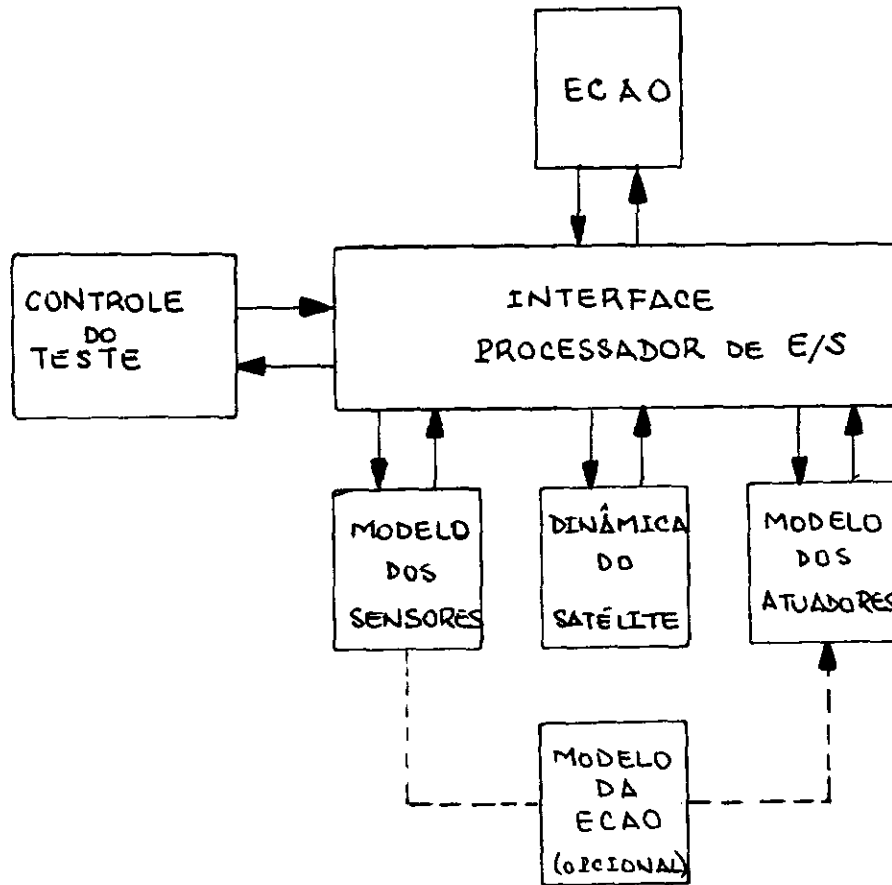 ECAO
CONTROLE
DO
TESTE
INTERFACE
PROCESSADOR DE E/S
MODELO
DOS
SENSORES
DINÂMICA
DO
SATÉLITE
MODELO
DOS
ATUADORES
MODELO
DA
ECAO
(OPCIONAL)